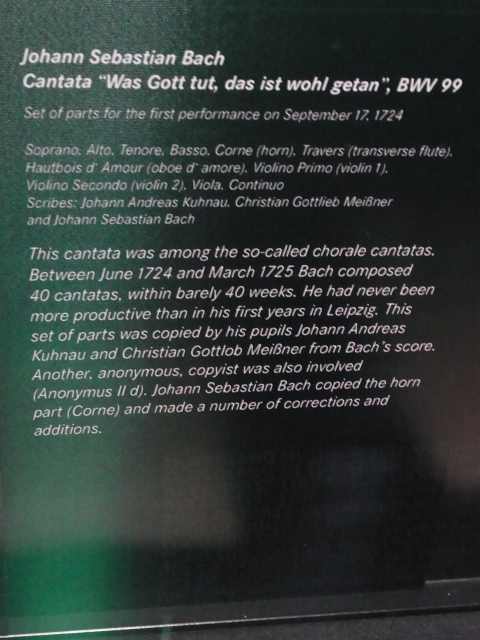 Johann Sebastian Bach
Cantata “Was Gott tut, das ist wohl getan”, BWV 99
Set of parts for the first performance on September 17, 1724
Soprano, Alto, Tenore, Basso, Corne (horn), Travers (transverse flute),
Hautbois d' Amour (oboe d' amore), Violino Primo (violin 1),
Violino Secondo (violin 2), Viola, Continuo
Scribes: Johann Andreas Kuhnau, Christian Gottlieb Meißner
and Johann Sebastian Bach
This cantata was among the so-called chorale cantatas.
Between June 1724 and March 1725 Bach composed
40 cantatas, within barely 40 weeks. He had never been
more productive than in his first years in Leipzig. This
set of parts was copied by his pupils Johann Andreas
Kuhnau and Christian Gottlob Meißner from Bach's score.
Another, anonymous, copyist was also involved
(Anonymus II d). Johann Sebastian Bach copied the horn
part (Corne) and made a number of corrections and
additions.